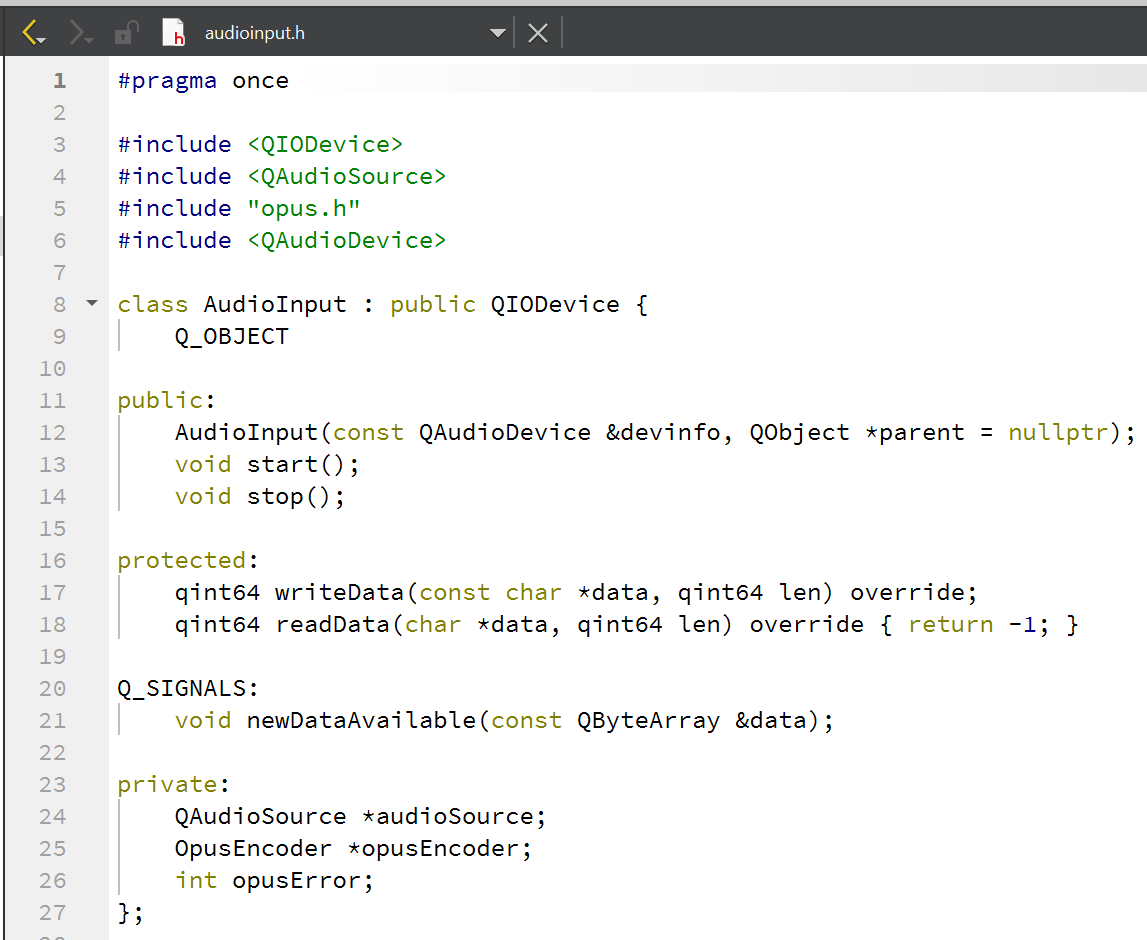 audioinput.h
1 #pragma once
2
3 #include <QIODevice>
4 #include <QAudioSource>
5 #include "opus.h"
6 #include <QAudioDevice>
7
8 class AudioInput : public QIODevice {
9     Q_OBJECT
10
11 public:
12     AudioInput(const QAudioDevice &devinfo, QObject *parent = nullptr);
13     void start();
14     void stop();
15
16 protected:
17     qint64 writeData(const char *data, qint64 len) override;
18     qint64 readData(char *data, qint64 len) override { return -1; }
19
20 Q_SIGNALS:
21     void newDataAvailable(const QByteArray &data);
22
23 private:
24     QAudioSource *audioSource;
25     OpusEncoder *opusEncoder;
26     int opusError;
27 };